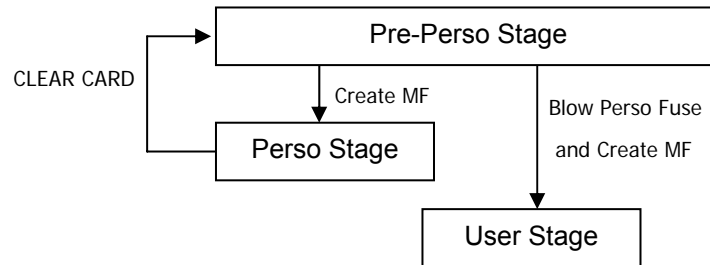 Pre-Perso Stage
CLEAR CARD
Create MF
Blow Perso Fuse
and Create MF
Perso Stage
User Stage